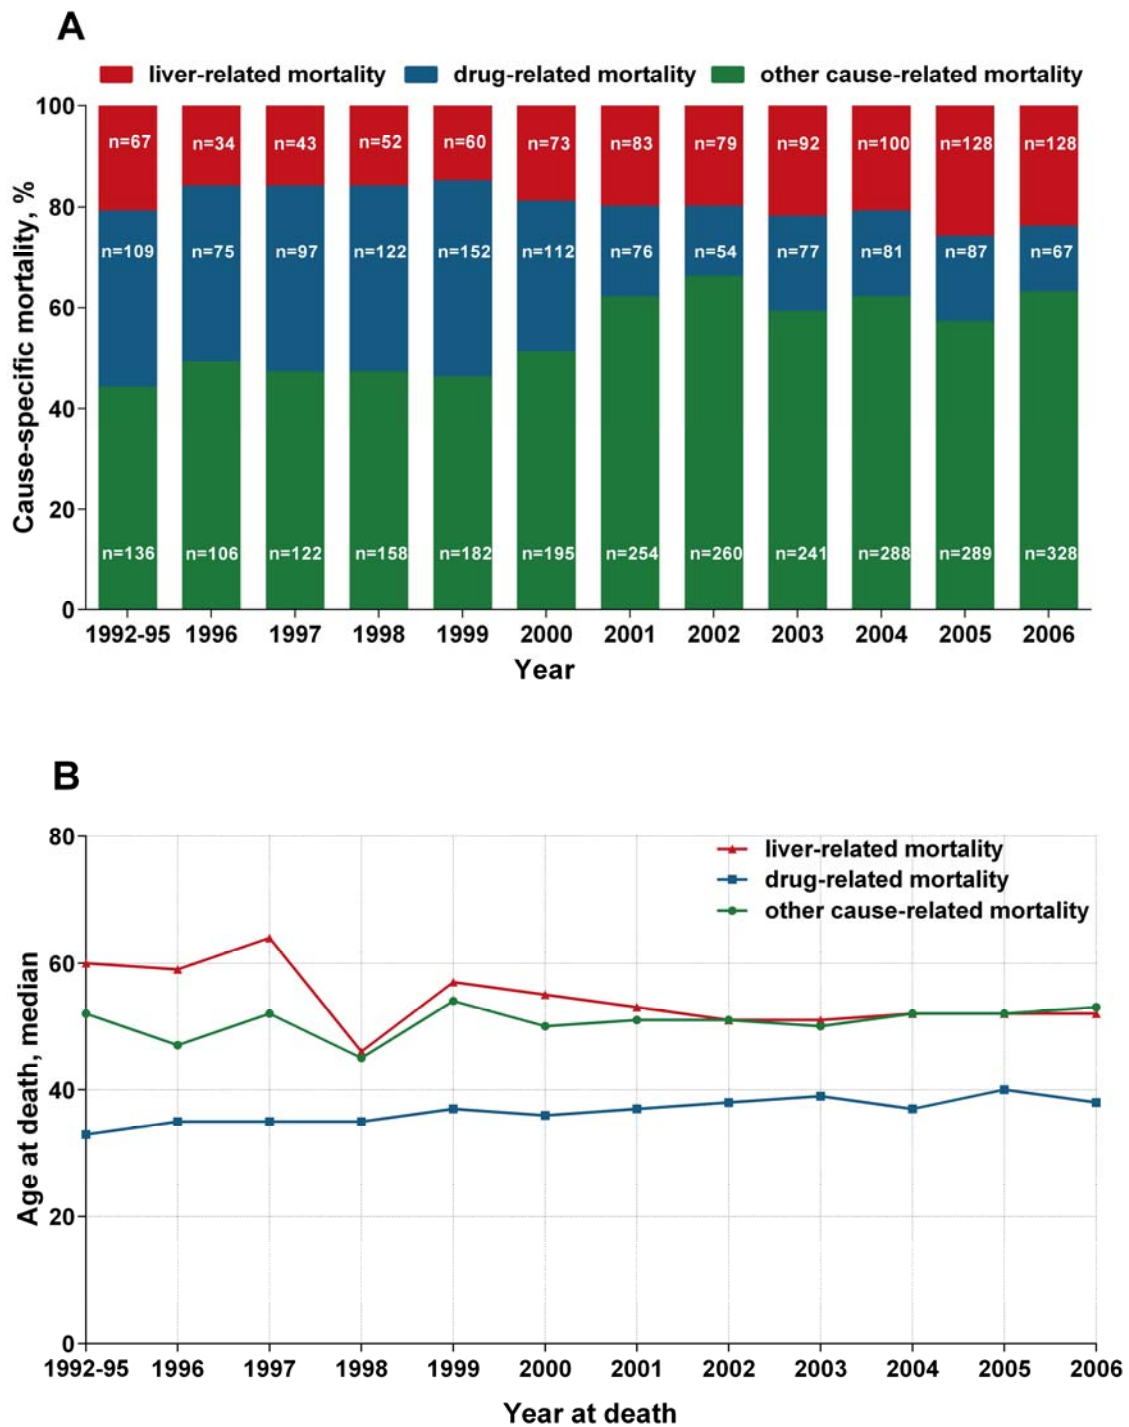 A
liver-related mortality drug-related mortality other cause-related mortality
Cause-specific mortality, %
100
80
60
40
20
0
n=67 n=34 n=43 n=52 n=60 n=73 n=83 n=79 n=92 n=100 n=128 n=128
n=109 n=75 n=97 n=122 n=152 n=112 n=76 n=54 n=77 n=81 n=87 n=67
n=136 n=106 n=122 n=158 n=182 n=195 n=254 n=260 n=241 n=288 n=289 n=328
1992-95 1996 1997 1998 1999 2000 2001 2002 2003 2004 2005 2006
Year
B
liver-related mortality
drug-related mortality
other cause-related mortality
Age at death, median
80
60
40
20
0
1992-95 1996 1997 1998 1999 2000 2001 2002 2003 2004 2005 2006
Year at death